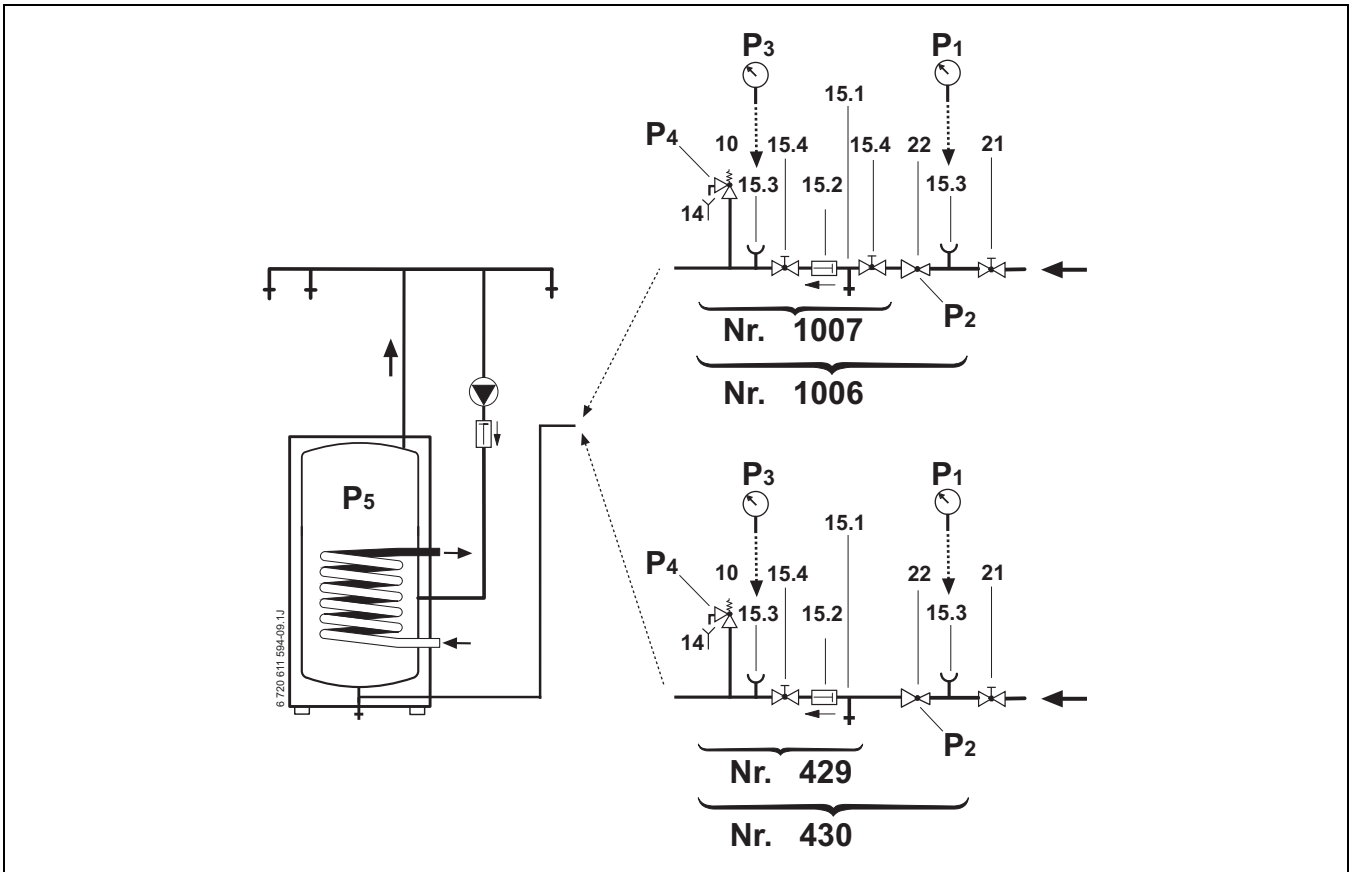 P3 P1
15.1
P4 10 15.4 15.4 22 21
15.3 15.2 15.3
14
P2
Nr. 1007
Nr. 1006
P5
6 720 611 594-09.1J
P3 P1
15.1
P4 10 15.4 22 21
15.3 15.2 15.3
14
P2
Nr. 429
Nr. 430